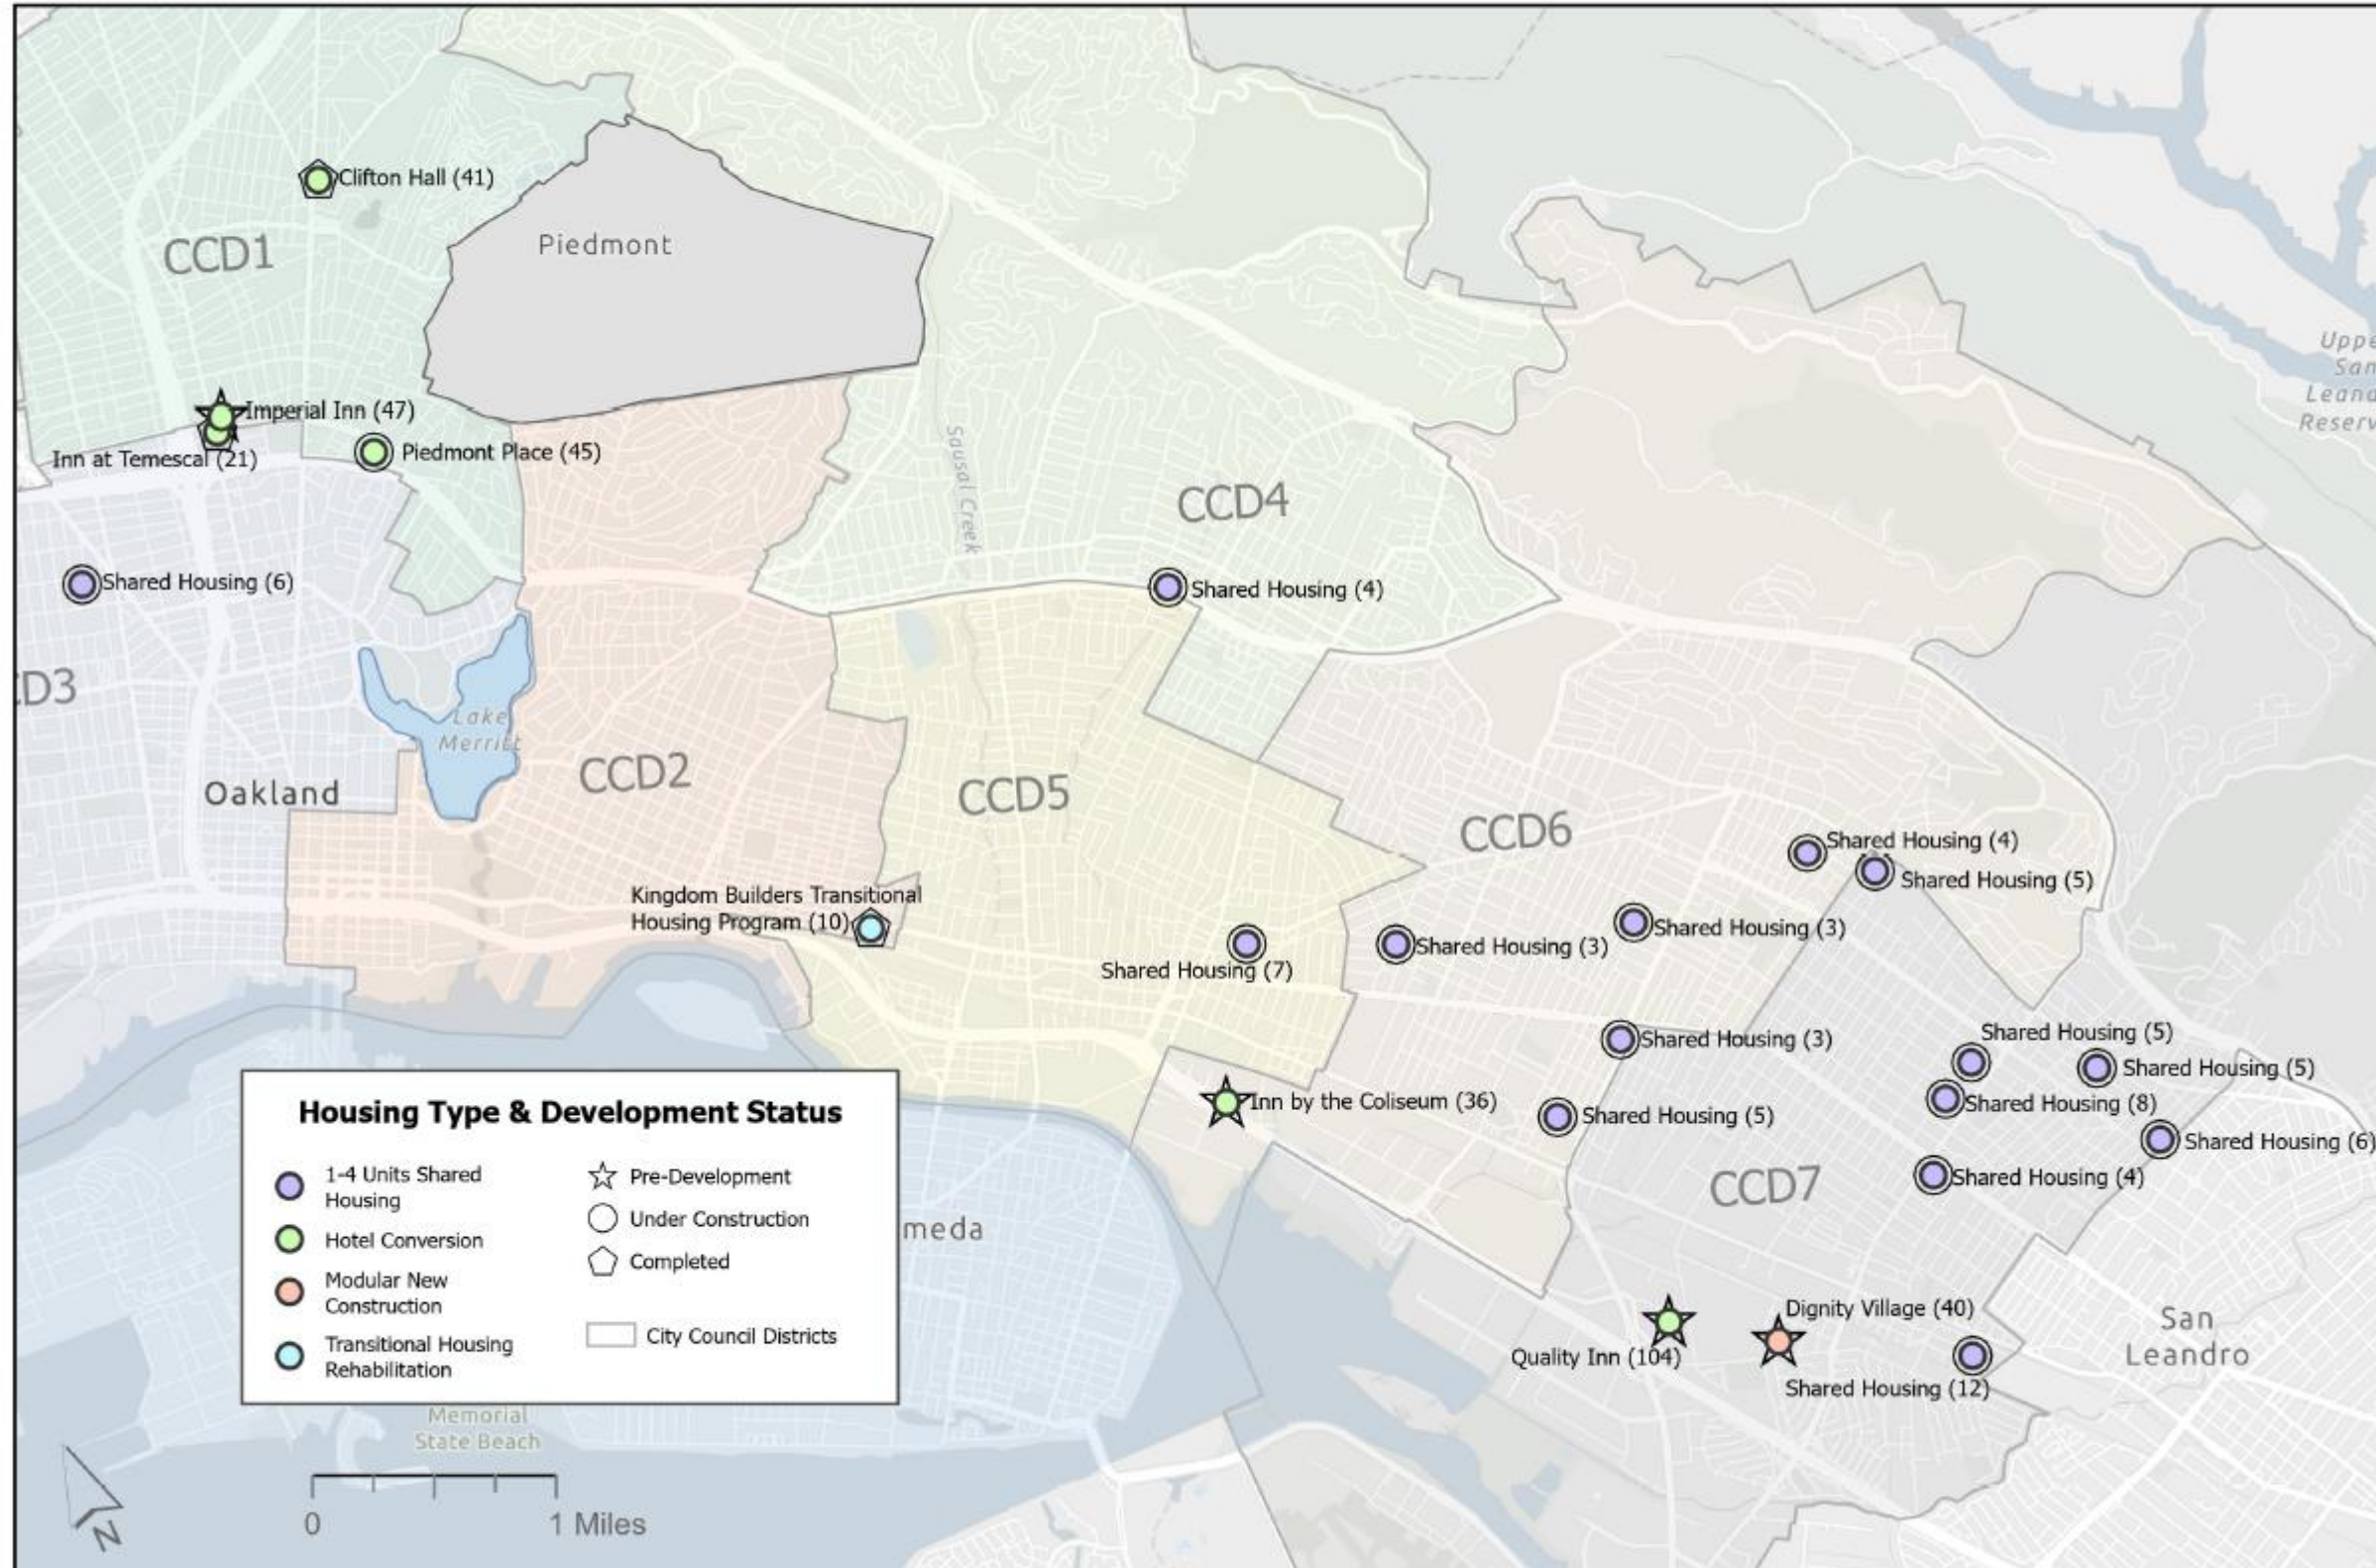 Clifton Hall (41)
CCD1
Piedmont
Imperial Inn (47)
Inn at Temescal (21)
Piedmont Place (45)
Uppe
San
Leand
Reserv
Sausal Creek
CCD4
Shared Housing (6)
Shared Housing (4)
CD3
Lake
Merritt
Oakland
CCD2
CCD5
CCD6
Shared Housing (4)
Shared Housing (5)
Kingdom Builders Transitional
Housing Program (10)
Shared Housing (7)
Shared Housing (3)
Shared Housing (3)
Shared Housing (3)
Shared Housing (5)
Shared Housing (5)
Shared Housing (8)
Inn by the Coliseum (36)
Shared Housing (5)
Shared Housing (6)
Shared Housing (4)
CCD7
meda
Dignity Village (40)
Quality Inn (104)
Shared Housing (12)
San
Leandro
Housing Type & Development Status
1-4 Units Shared
Housing
Hotel Conversion
Modular New
Construction
Transitional Housing
Rehabilitation
Pre-Development
Under Construction
Completed
City Council Districts
Memorial
State Beach
N
0 1 Miles